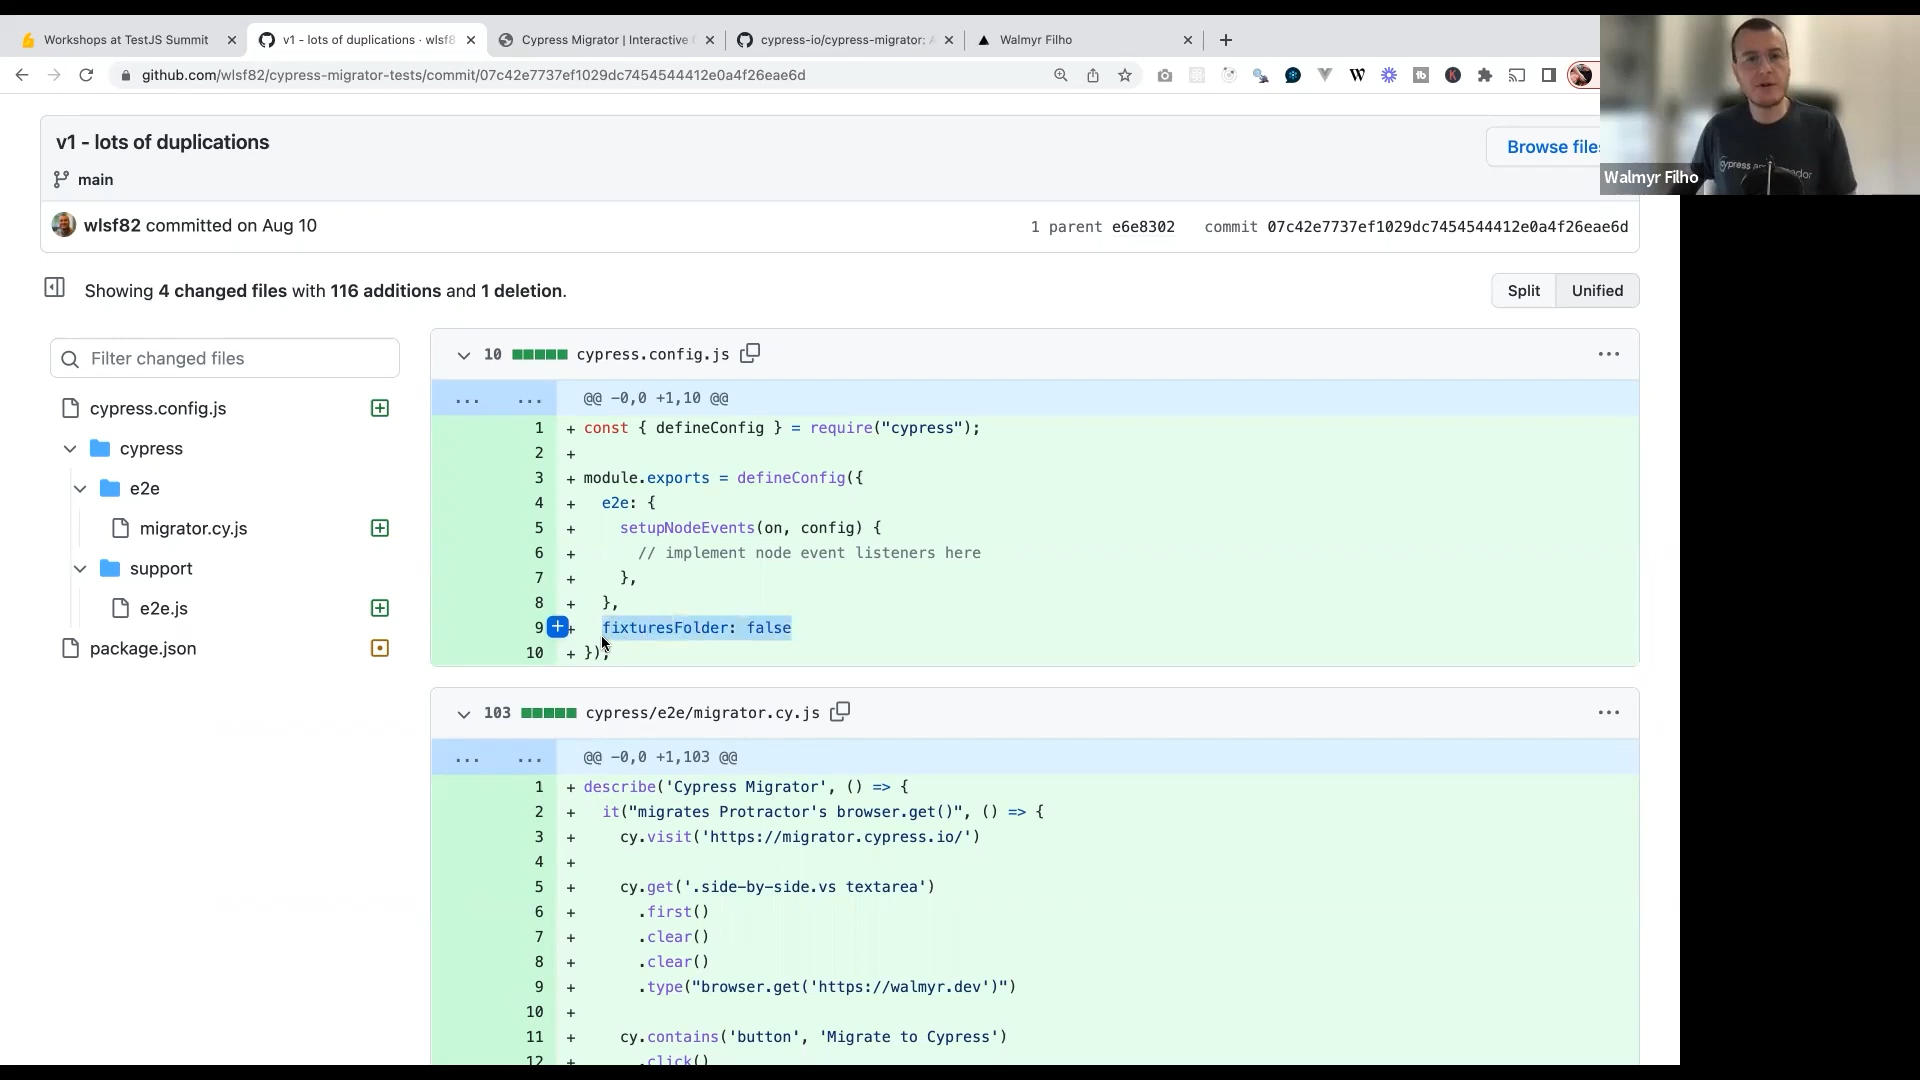 Workshops at TestJS Summit
v1 - lots of duplications · wlsf8
Cypress Migrator | Interactive
cypress-io/cypress-migrator:
Walmyr Filho
github.com/wlsf82/cypress-migrator-tests/commit/07c42e7737ef1029dc7454544412e0a4f26eae6d
v1 - lots of duplications
Browse files
Walmyr Filho
main
wlsf82 committed on Aug 10
1 parent e6e8302 commit 07c42e7737ef1029dc7454544412e0a4f26eae6d
Showing 4 changed files with 116 additions and 1 deletion.
Split Unified
Filter changed files
cypress.config.js
cypress
e2e
migrator.cy.js
support
e2e.js
package.json
10 cypress.config.js
... ... @@ -0,0 +1,10 @@
1 + const { defineConfig } = require("cypress");
2 +
3 + module.exports = defineConfig({
4 + e2e: {
5 + setupNodeEvents(on, config) {
6 + // implement node event listeners here
7 + },
8 + },
9 + fixturesFolder: false
10 + });
103 cypress/e2e/migrator.cy.js
... ... @@ -0,0 +1,103 @@
1 + describe('Cypress Migrator', () => {
2 + it("migrates Protractor's browser.get()", () => {
3 + cy.visit('https://migrator.cypress.io/')
4 +
5 + cy.get('.side-by-side.vs textarea')
6 + .first()
7 + .clear()
8 + .clear()
9 + .type("browser.get('https://walmyr.dev')")
10 +
11 + cy.contains('button', 'Migrate to Cypress')
12 + .click()